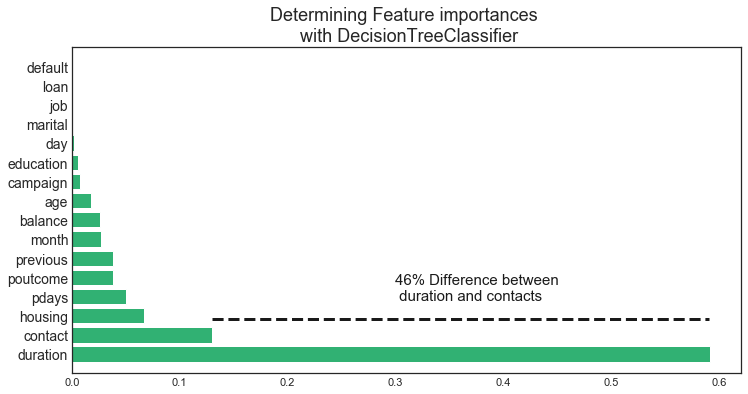 Determining Feature importances
with DecisionTreeClassifier
default
loan
job
marital
day
education
campaign
age
balance
month
previous
poutcome
pdays
housing
contact
duration
46% Difference between
duration and contacts
0.0 0.1 0.2 0.3 0.4 0.5 0.6